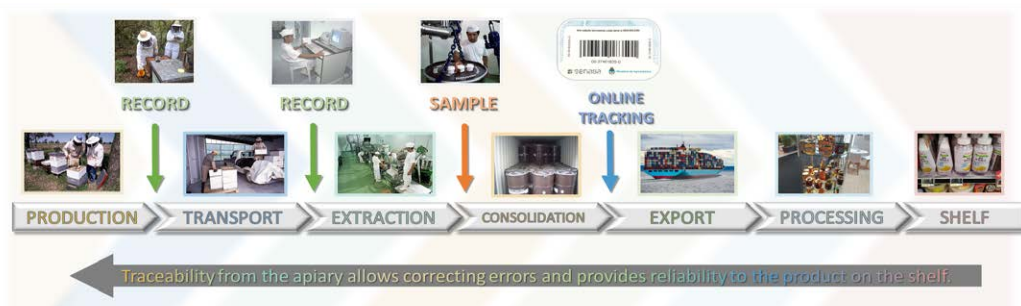 RECORD
RECORD
SAMPLE
ONLINE
TRACKING
senasa
PRODUCTION
TRANSPORT
EXTRACTION
CONSOLIDATION
EXPORT
PROCESSING
SHELF
Traceability from the apiary allows correcting errors and provides reliability to the product on the shelf.